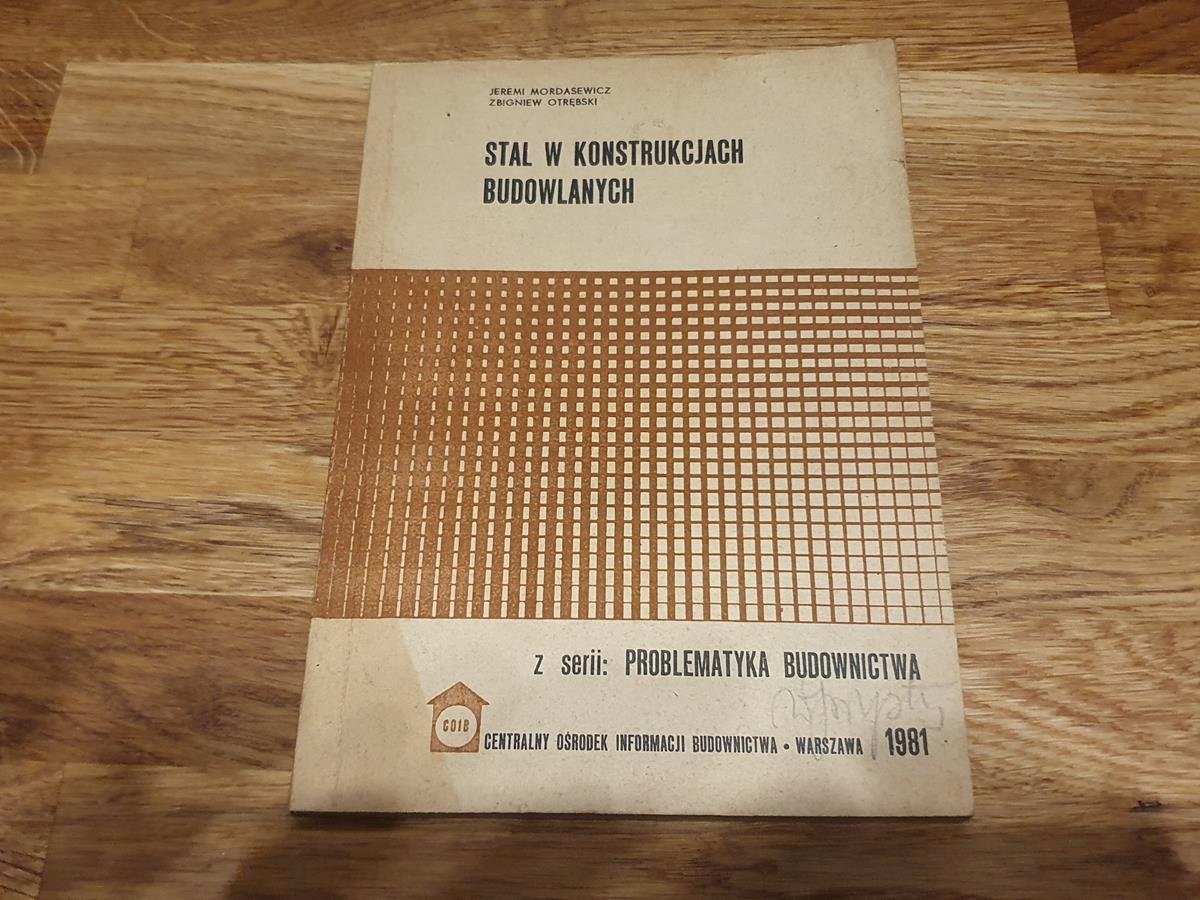 JEREMI MORDASEWICZ
ZBIGNIEW OTRĘBSKI
STAL W KONSTRUKCJACH
BUDOWLANYCH
z serii: PROBLEMATYKA BUDOWNICTWA
COIB
CENTRALNY OŚRODEK INFORMACJI BUDOWNICTWA • WARSZAWA 1981